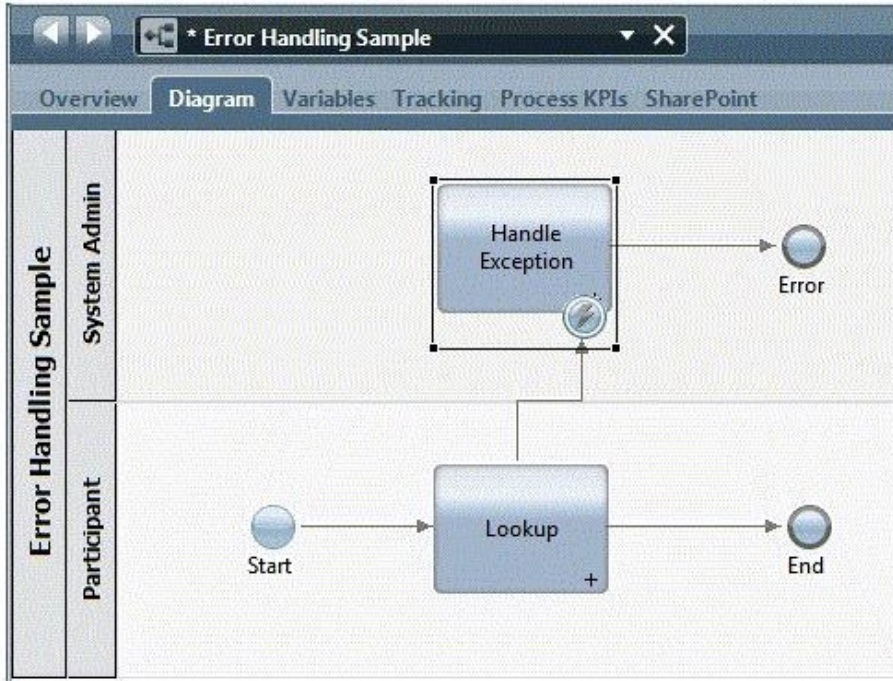 * Error Handling Sample
Overview Diagram Variables Tracking Process KPIs SharePoint
Error Handling Sample
System Admin
Handle
Exception
Error
Participant
Start
Lookup
+
End